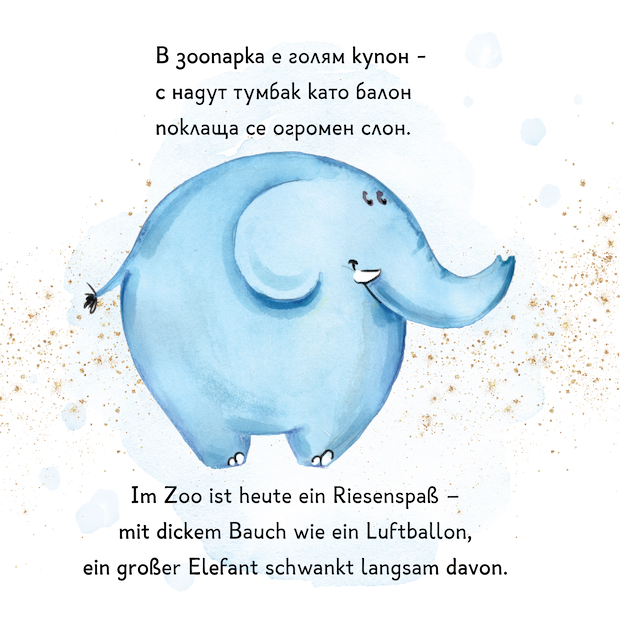 В зоопарка е голям купон –
с надут тумбак като балон
поклаща се огромен слон.
Im Zoo ist heute ein Riesenspaß –
mit dickem Bauch wie ein Luftballon,
ein großer Elefant schwankt langsam davon.